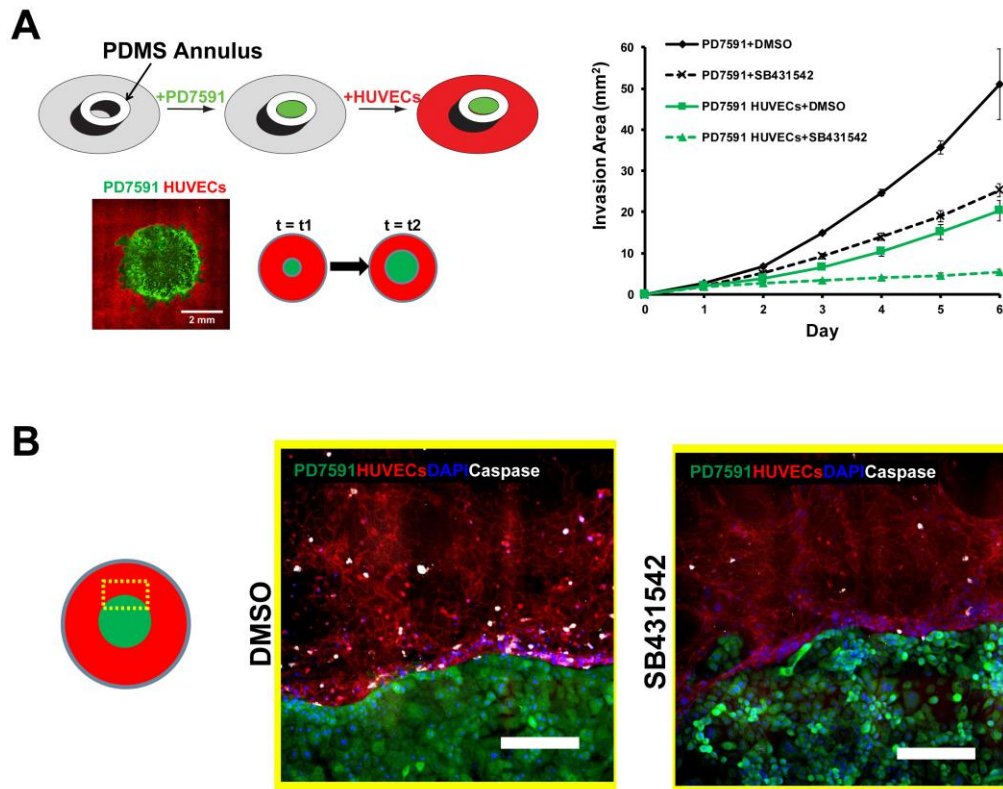 A
PDMS Annulus
+PD7591
+HUVECs
PD7591 HUVECs
2 mm
t = t1
t = t2
Invasion Area (mm²)
60
50
40
30
20
10
0
0 1 2 3 4 5 6
Day
PD7591+DMSO
PD7591+SB431542
PD7591 HUVECs+DMSO
PD7591 HUVECs+SB431542
B
DMSO
PD7591HUVECsDAPICaspase
SB431542
PD7591HUVECsDAPICaspase